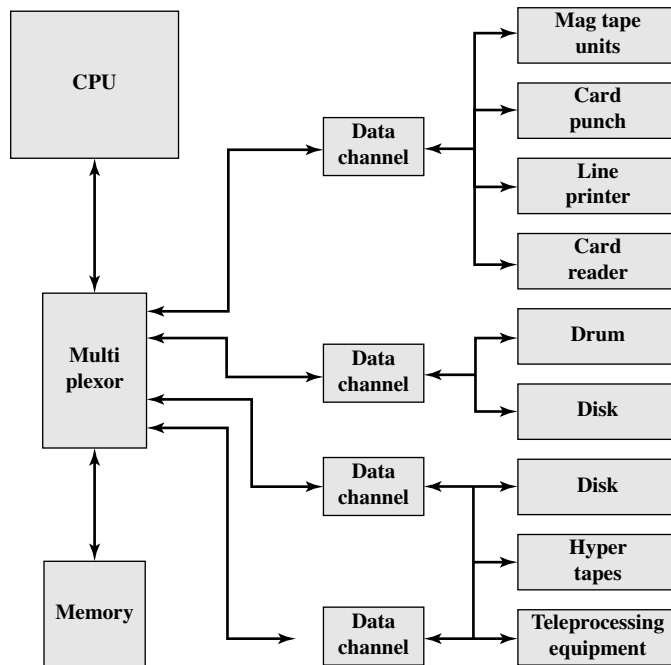 CPU
Multi
plexor
Memory
Data
channel
Mag tape
units
Card
punch
Line
printer
Card
reader
Data
channel
Drum
Disk
Data
channel
Disk
Hyper
tapes
Data
channel
Teleprocessing
equipment